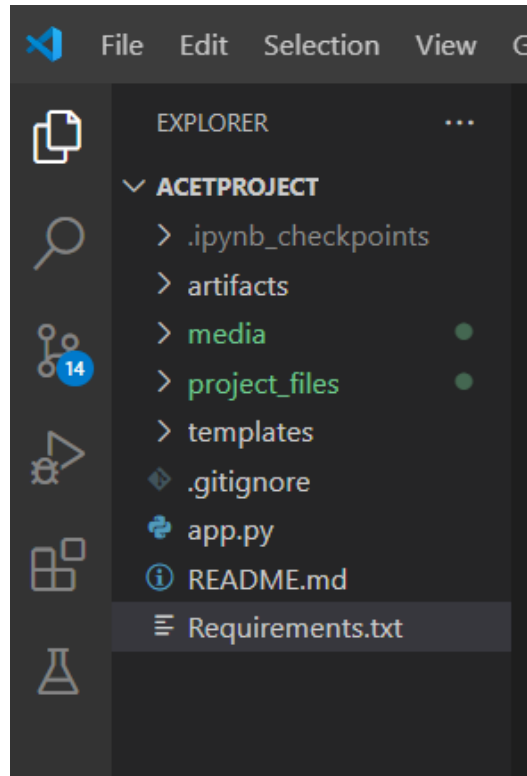 File Edit Selection View G
EXPLORER ...
ACETPROJECT
.ipynb_checkpoints
artifacts
media
14
project_files
templates
.gitignore
app.py
README.md
Requirements.txt